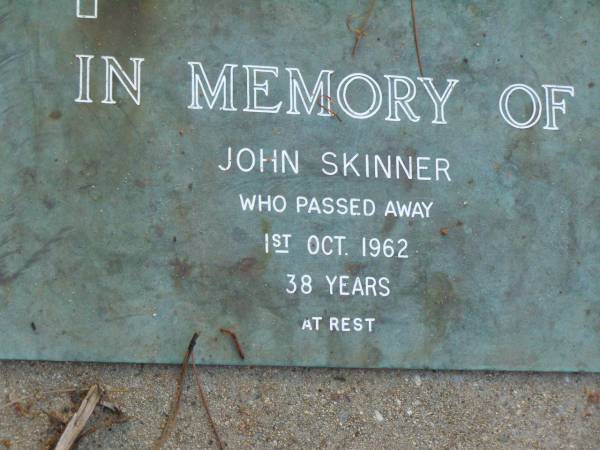 IN MEMORY OF
JOHN SKINNER
WHO PASSED AWAY
1ST OCT. 1962
38 YEARS
AT REST